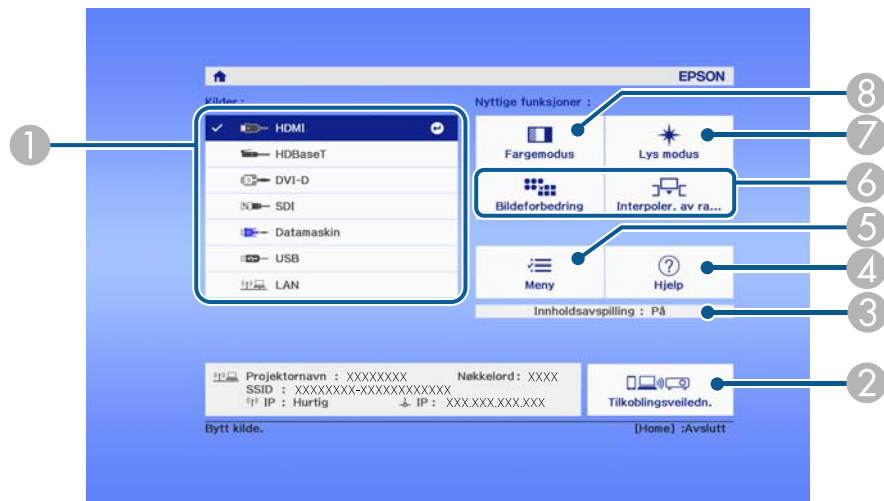 EPSON
Kilder :
Nyttige funksjoner :
HDMI
HDBaseT
DVI-D
SDI
Datamaskin
USB
LAN
Fargemodus
Lys modus
Bildeforbedring
Interpoler. av ra...
Meny
Hjelp
Innholdsavspilling : På
Projektornavn : XXXXXXXX
Nøkkelord: XXXX
SSID : XXXXXXXX-XXXXXXXXXXXX
IP : Hurtig
IP : XXX.XXX.XXX.XXX
Tilkoblingsveiledn.
Bytt kilde.
[Home] :Avslutt
1
8
7
6
5
4
3
2